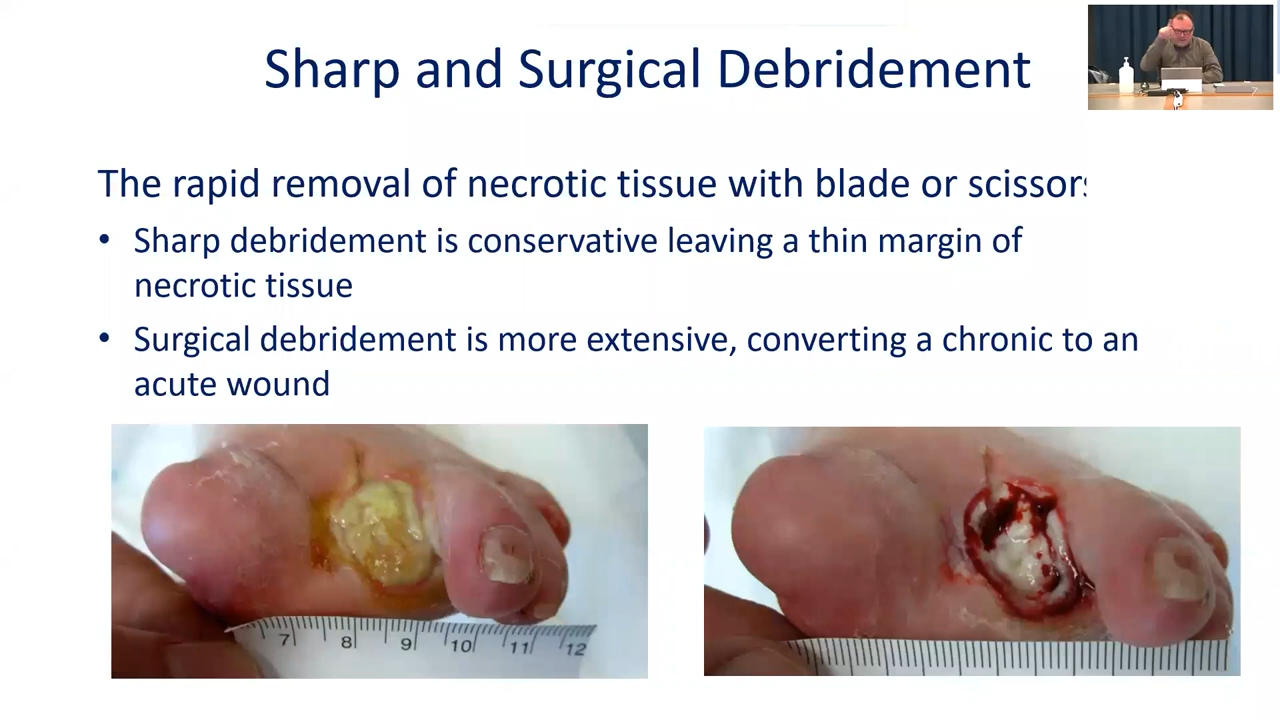 Sharp and Surgical Debridement
The rapid removal of necrotic tissue with blade or scissors
• Sharp debridement is conservative leaving a thin margin of
necrotic tissue
• Surgical debridement is more extensive, converting a chronic to an
acute wound
7 8 9 10 11 12